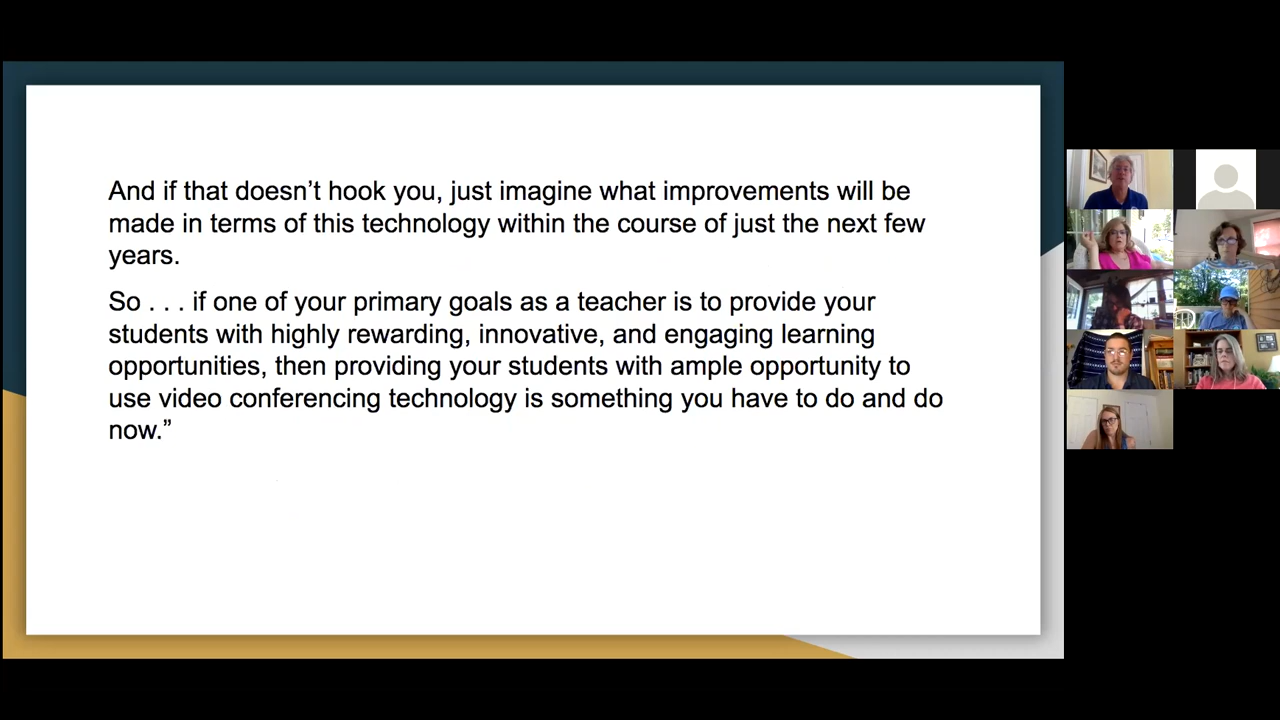 And if that doesn’t hook you, just imagine what improvements will be
made in terms of this technology within the course of just the next few
years.
So . . . if one of your primary goals as a teacher is to provide your
students with highly rewarding, innovative, and engaging learning
opportunities, then providing your students with ample opportunity to
use video conferencing technology is something you have to do and do
now.”